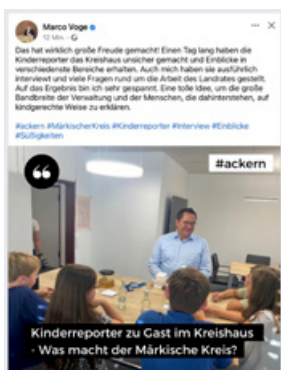 Marco Voge
12 Min.
Das hat wirklich große Freude gemacht! Einen Tag lang haben die
Kinderreporter das Kreishaus unsicher gemacht und Einblicke in
verschiedenste Bereiche erhalten. Auch mich haben sie ausführlich
interviewt und viele Fragen rund um die Arbeit des Landrates gestellt.
Auf das Ergebnis bin ich sehr gespannt. Eine tolle Idee, um die große
Bandbreite der Verwaltung und der Menschen, die dahinterstehen, auf
kindgerechte Weise zu erklären.
#ackern #MärkischerKreis #Kinderreporter #Interview #Einblicke
#Süßigkeiten
#ackern
Kinderreporter zu Gast im Kreishaus
- Was macht der Märkische Kreis?